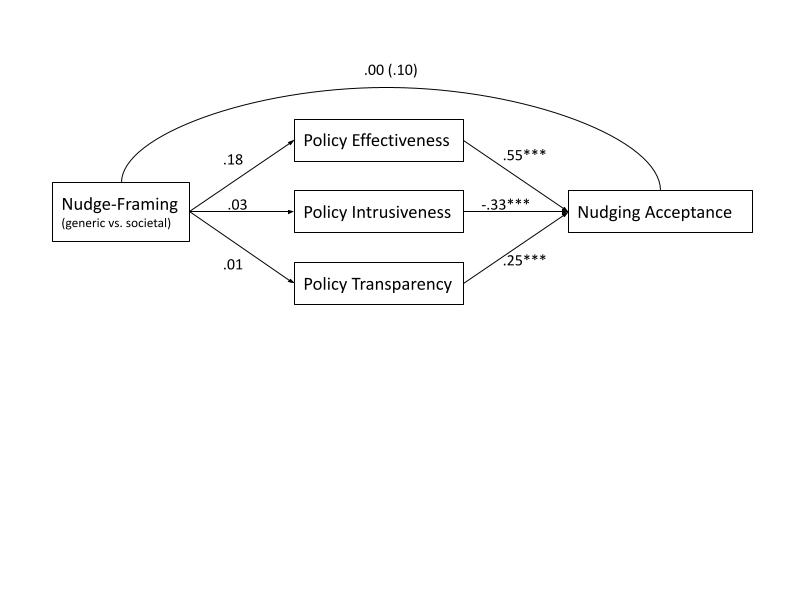 .00 (.10)
Policy Effectiveness
.18
.55***
Nudge-Framing
(generic vs. societal)
.03
Policy Intrusiveness
-.33***
Nudging Acceptance
.01
.25***
Policy Transparency